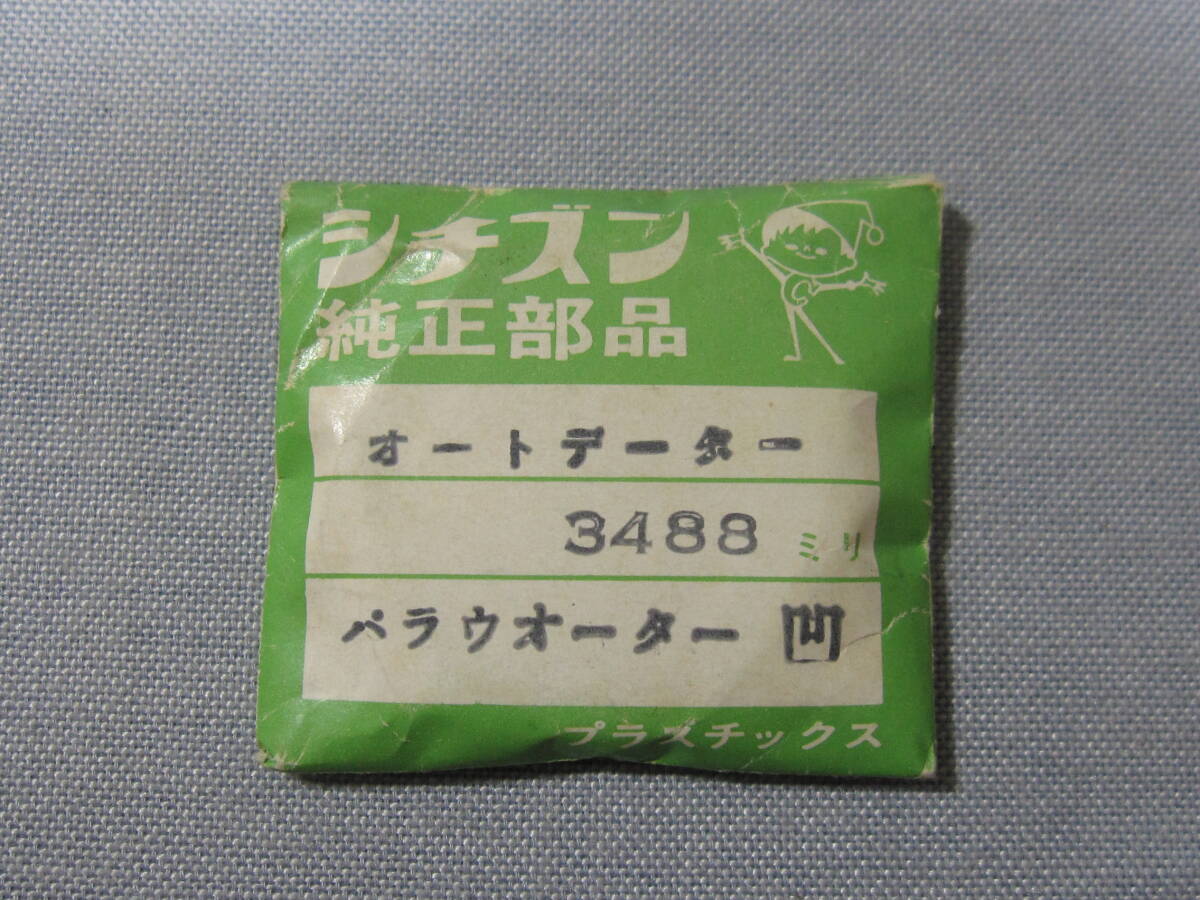 シチズン
純正部品
オートデーター
3488 ミリ
パラウオーター 凹
プラスチックス